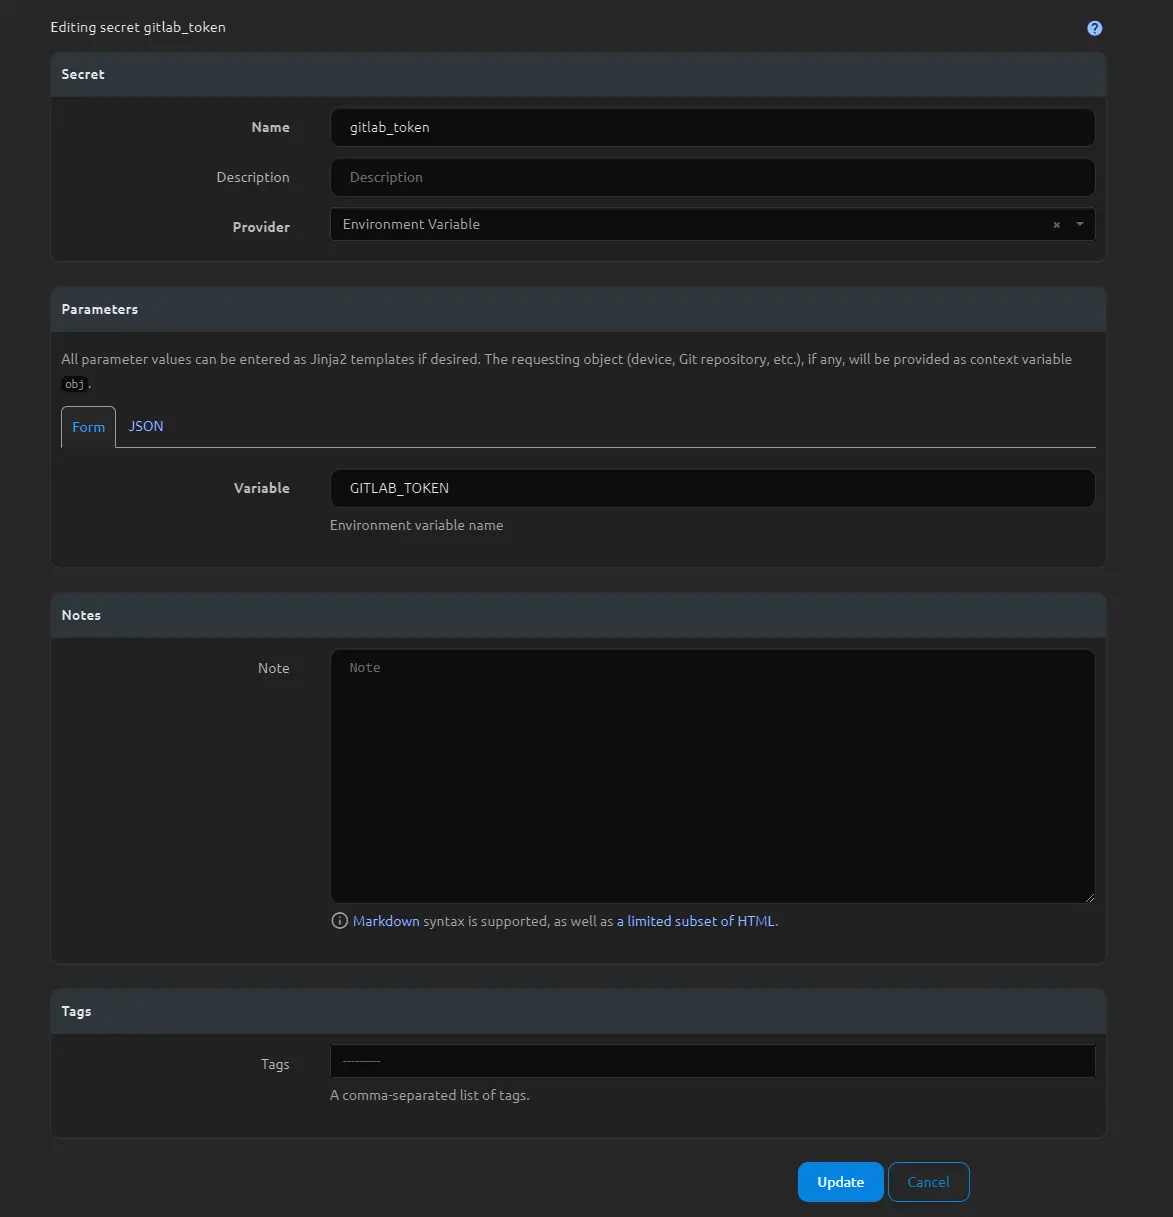 Editing secret gitlab_token
?
Secret
Name gitlab_token
Description Description
Provider Environment Variable
Parameters
All parameter values can be entered as Jinja2 templates if desired. The requesting object (device, Git repository, etc.), if any, will be provided as context variable
obj.
Form JSON
Variable GITLAB_TOKEN
Environment variable name
Notes
Note Note
Markdown syntax is supported, as well as a limited subset of HTML.
Tags
Tags ---------
A comma-separated list of tags.
Update Cancel